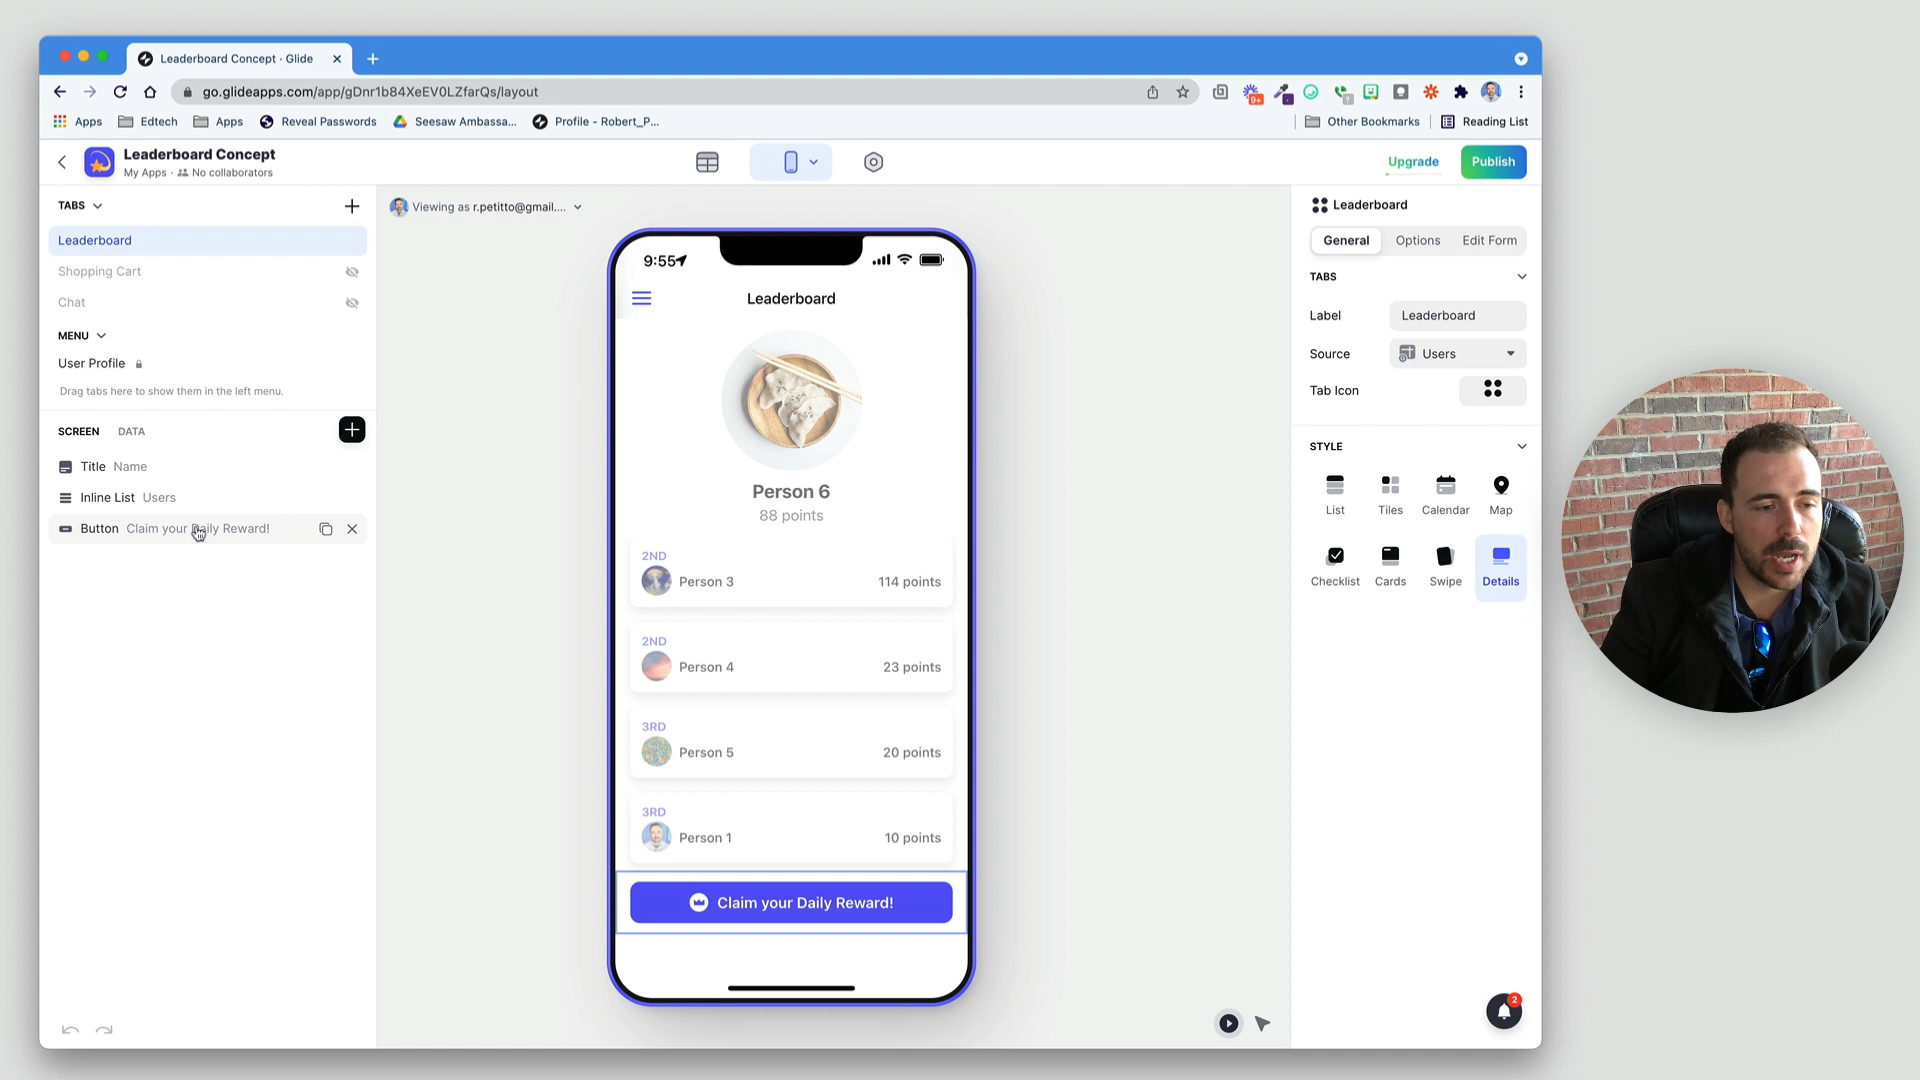 Leaderboard Concept · Glide
go.glideapps.com/app/gDnr1b84XeEV0LZfarQs/layout
9+
7
Apps
Edtech
Apps
Reveal Passwords
Seesaw Ambassa...
Profile - Robert_P...
Other Bookmarks
Reading List
Leaderboard Concept
My Apps · No collaborators
Upgrade
Publish
TABS
Leaderboard
Shopping Cart
Chat
MENU
User Profile
Drag tabs here to show them in the left menu.
SCREEN DATA
Title Name
Inline List Users
Button Claim your Daily Reward!
Viewing as r.petitto@gmail....
9:55
Leaderboard
Person 6
88 points
2ND
Person 3 114 points
2ND
Person 4 23 points
3RD
Person 5 20 points
3RD
Person 1 10 points
Claim your Daily Reward!
Leaderboard
General Options Edit Form
TABS
Label Leaderboard
Source Users
Tab Icon
STYLE
List Tiles Calendar Map
Checklist Cards Swipe Details
2